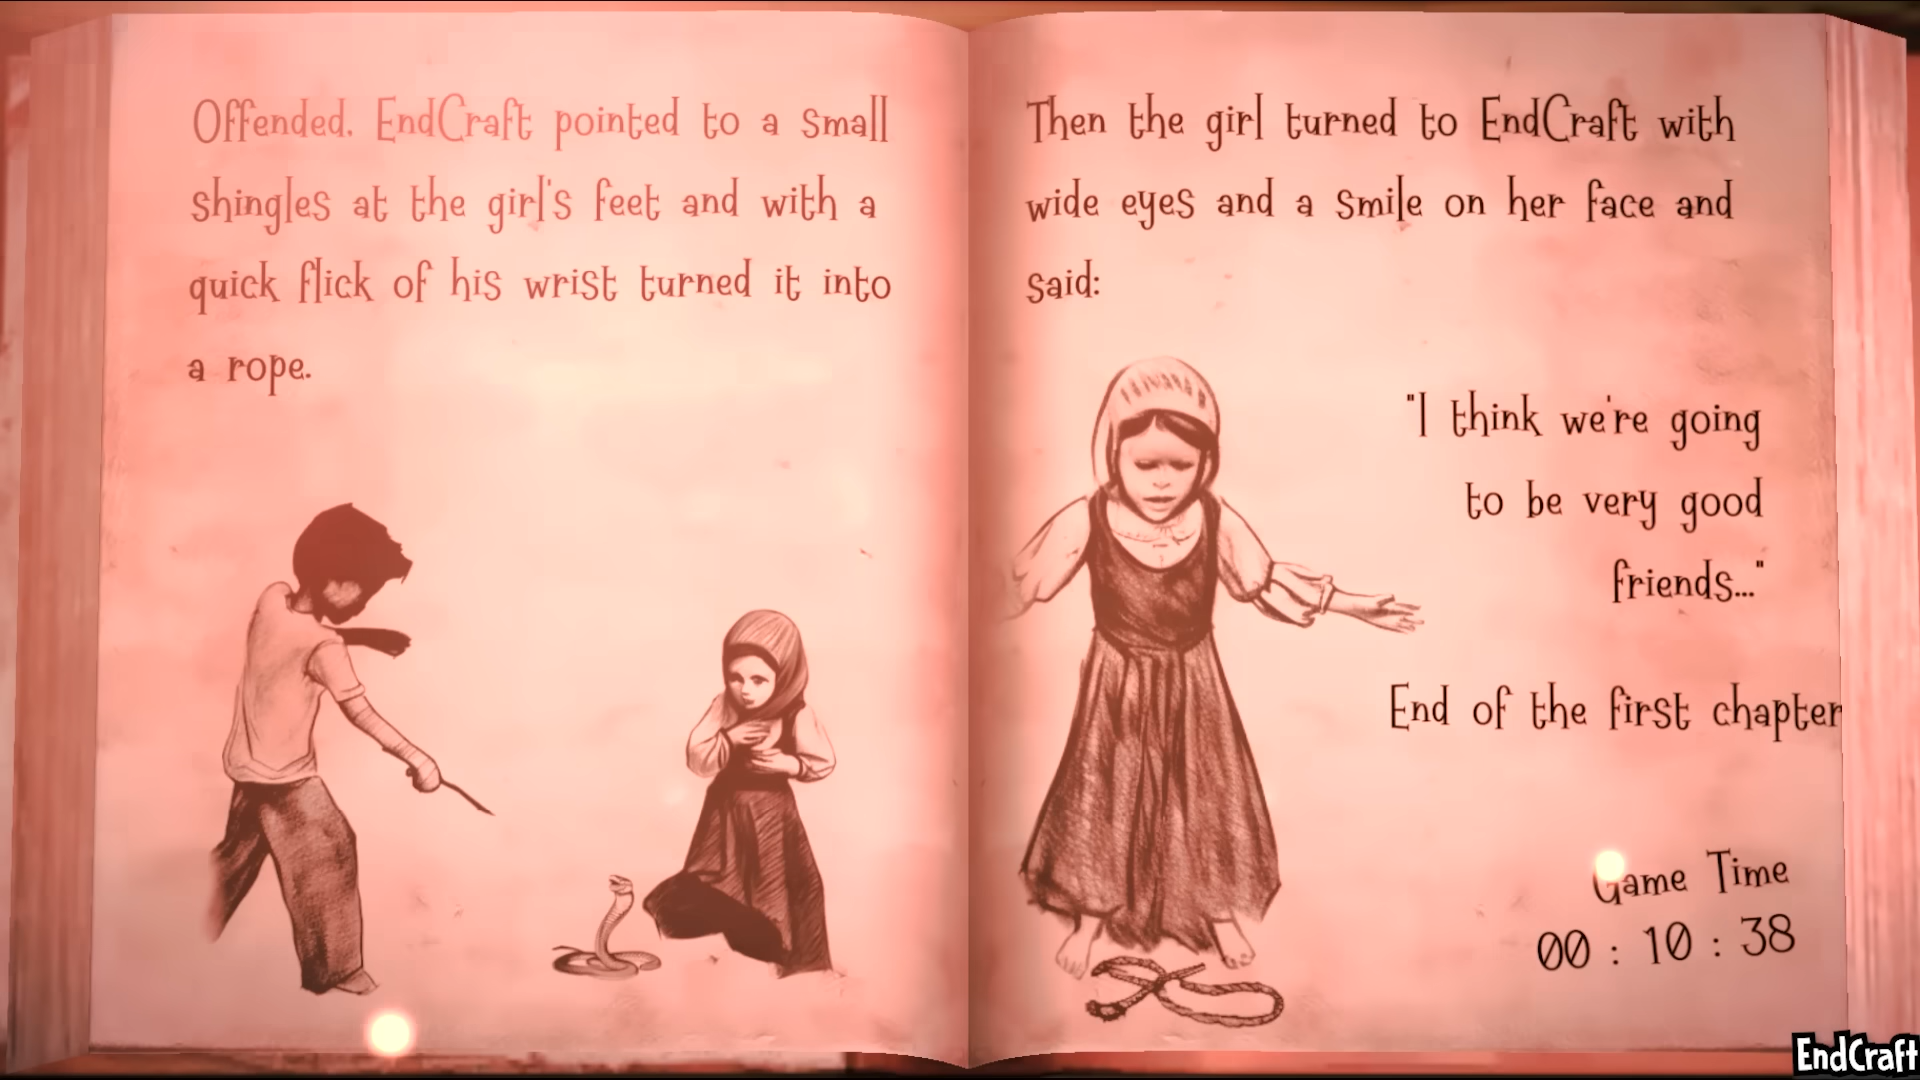 Offended. EndCraft pointed to a small
shingles at the girl's feet and with a
quick flick of his wrist turned it into
a rope.
Then the girl turned to EndCraft with
wide eyes and a smile on her face and
said:
"I think we're going
to be very good
friends..."
End of the first chapter
Game Time
00 : 10 : 38
EndCraft